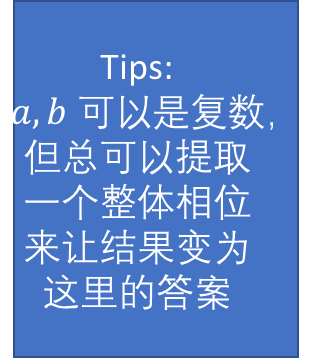 Tips:
a, b 可以是复数,
但总可以提取
一个整体相位
来让结果变为
这里的答案